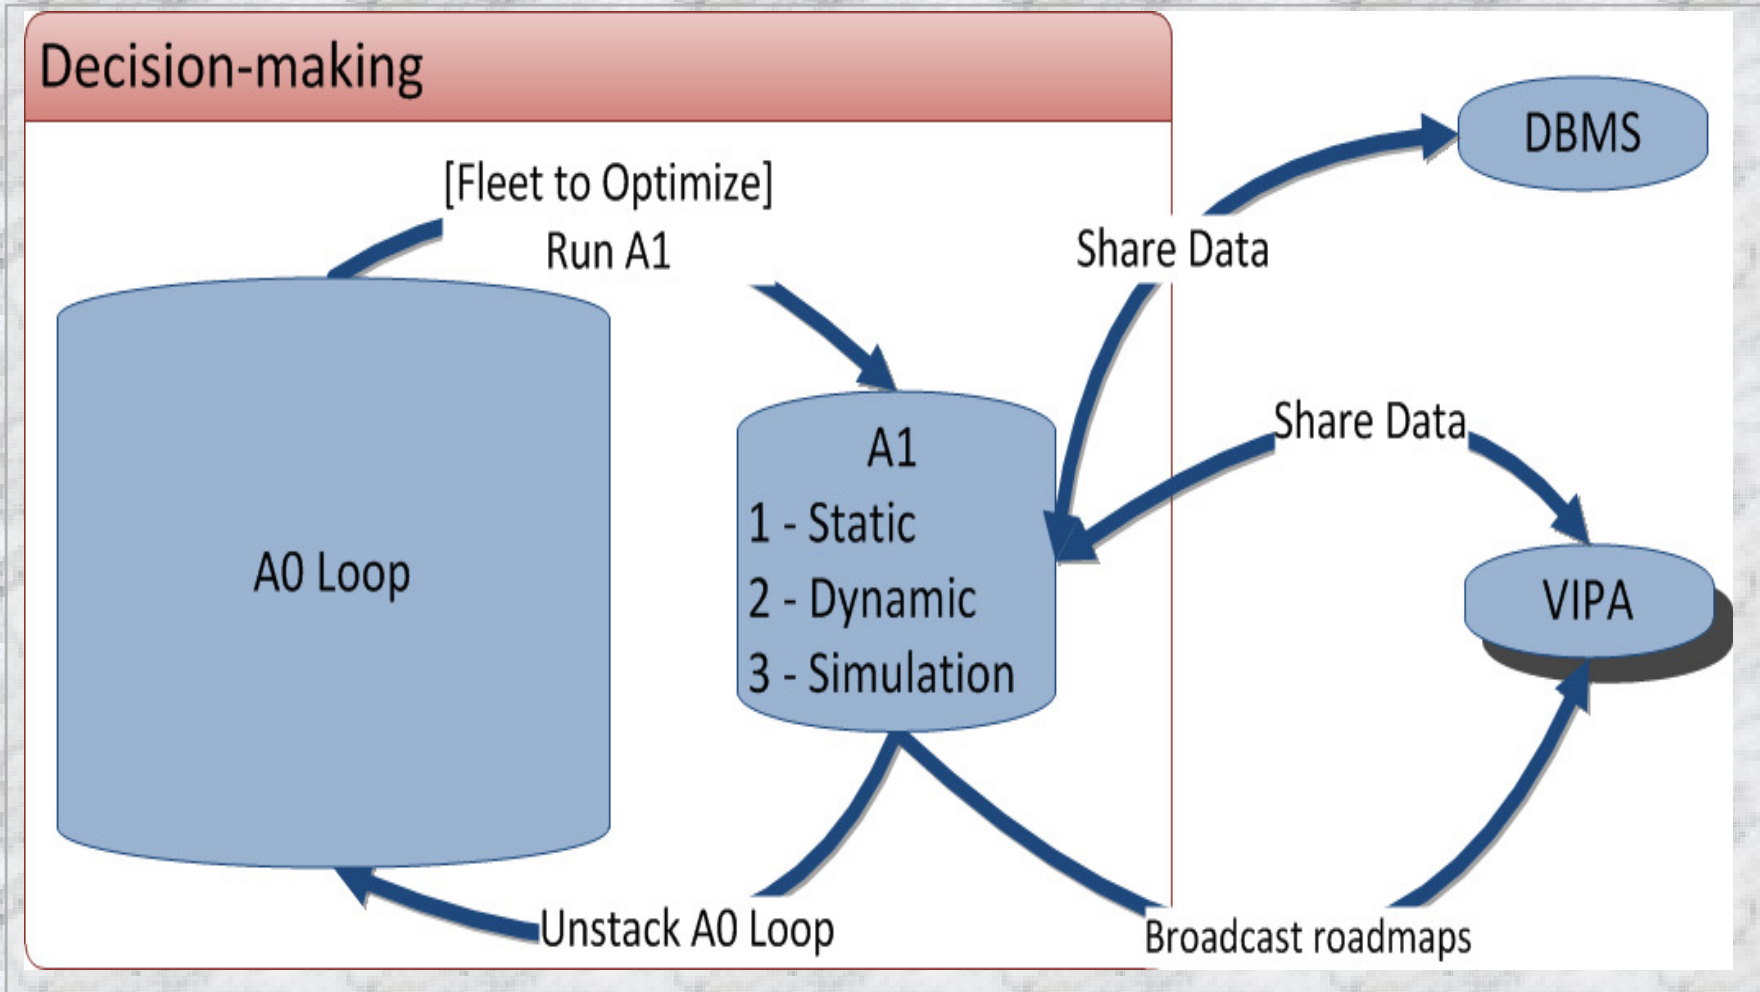 Decision-making
[Fleet to Optimize]
Run A1
DBMS
Share Data
Share Data
A1
1 - Static
2 - Dynamic
3 - Simulation
A0 Loop
VIPA
Unstack A0 Loop
Broadcast roadmaps